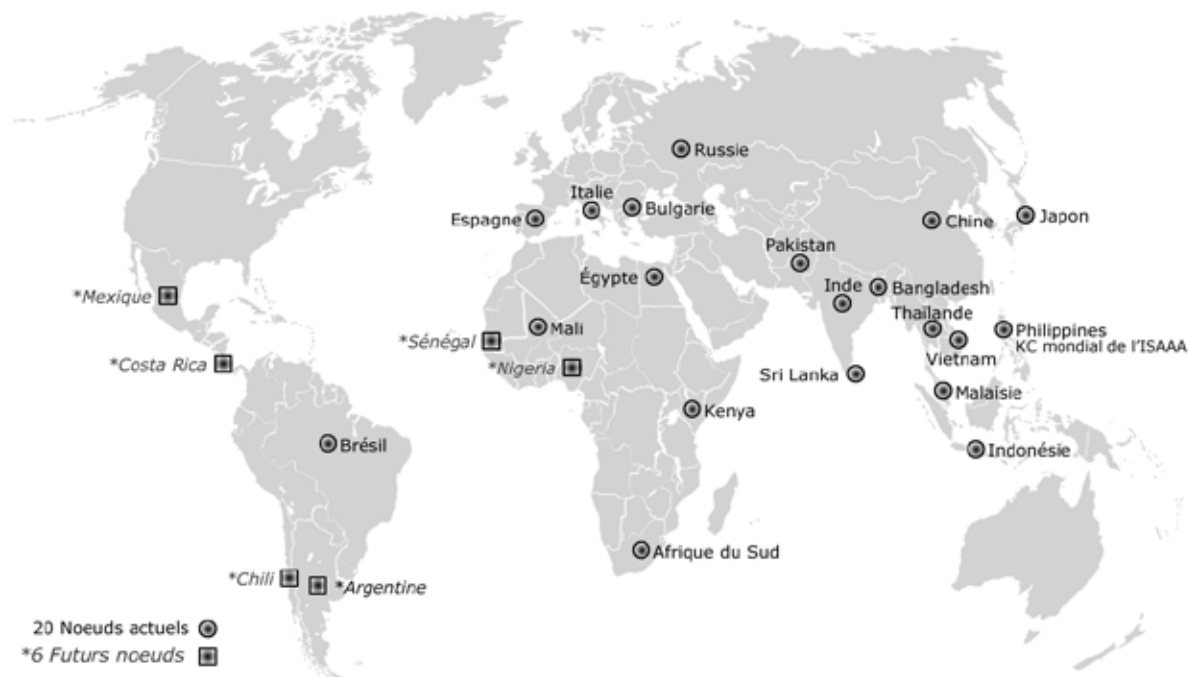 Russie
Italie
Bulgarie
Espagne
Chine
Japon
Pakistan
Égypte
Inde
Bangladesh
*Mexique
Thaïlande
Mali
Philippines
KC mondial de l'ISAAA
*Sénégal
Vietnam
*Costa Rica
*Nigeria
Sri Lanka
Malaisie
Kenya
Brésil
Indonésie
Afrique du Sud
*Chili
*Argentine
20 Noeuds actuels
*6 Futurs noeuds